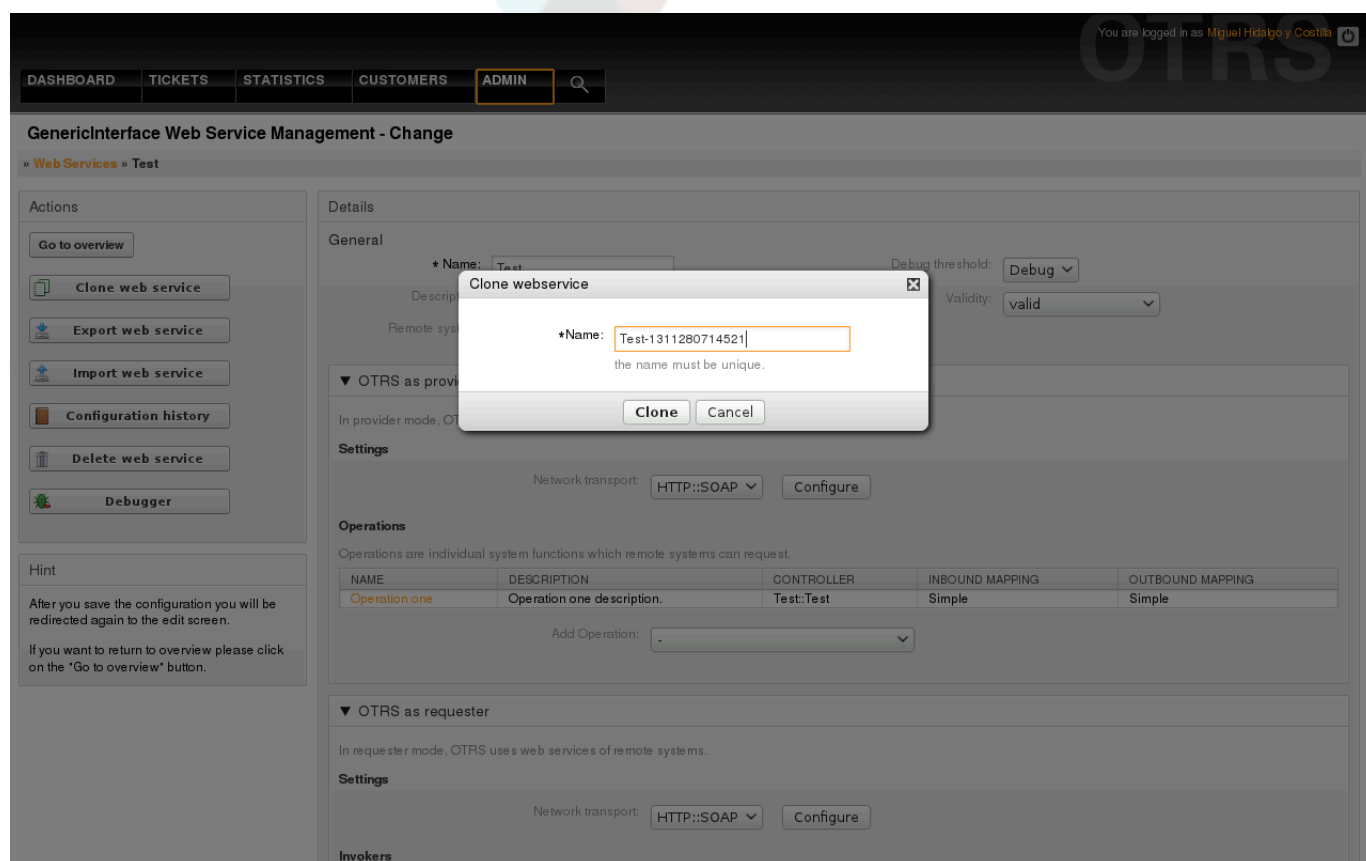 OTRS
You are logged in as Miguel Hidalgo y Costilla
DASHBOARD TICKETS STATISTICS CUSTOMERS ADMIN
GenericInterface Web Service Management - Change
» Web Services » Test
Actions
Go to overview
Clone web service
Export web service
Import web service
Configuration history
Delete web service
Debugger
Hint
After you save the configuration you will be
redirected again to the edit screen.
If you want to return to overview please click
on the "Go to overview" button.
Details
General
* Name: Test
Debug threshold: Debug
Descrip
Validity: valid
Remote syst
Clone webservice
*Name: Test-1311280714521
the name must be unique.
Clone Cancel
▼ OTRS as provi
In provider mode, OT
Settings
Network transport: HTTP::SOAP Configure
Operations
Operations are individual system functions which remote systems can request.
NAME DESCRIPTION CONTROLLER INBOUND MAPPING OUTBOUND MAPPING
Operation one Operation one description. Test::Test Simple Simple
Add Operation: -
▼ OTRS as requester
In requester mode, OTRS uses web services of remote systems.
Settings
Network transport: HTTP::SOAP Configure
Invokers